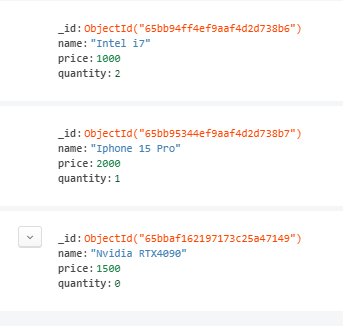 _id: ObjectId("65bb94ff4ef9aaf4d2d738b6")
name: "Intel i7"
price: 1000
quantity: 2
_id: ObjectId("65bb95344ef9aaf4d2d738b7")
name: "Iphone 15 Pro"
price: 2000
quantity: 1
_id: ObjectId("65bbaf162197173c25a47149")
name: "Nvidia RTX4090"
price: 1500
quantity: 0